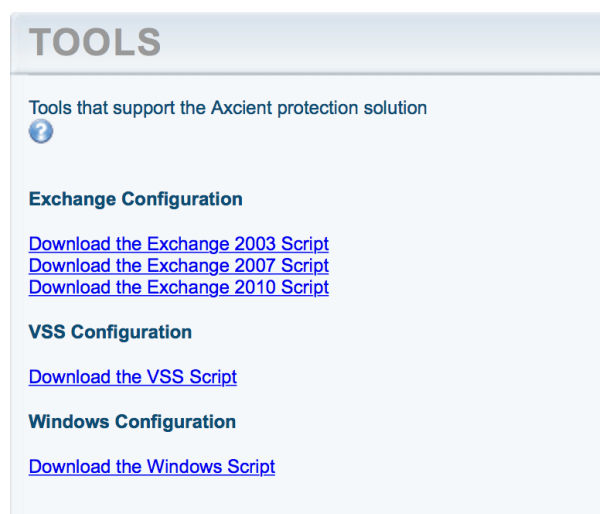 TOOLS
Tools that support the Axcient protection solution
?
Exchange Configuration
Download the Exchange 2003 Script
Download the Exchange 2007 Script
Download the Exchange 2010 Script
VSS Configuration
Download the VSS Script
Windows Configuration
Download the Windows Script